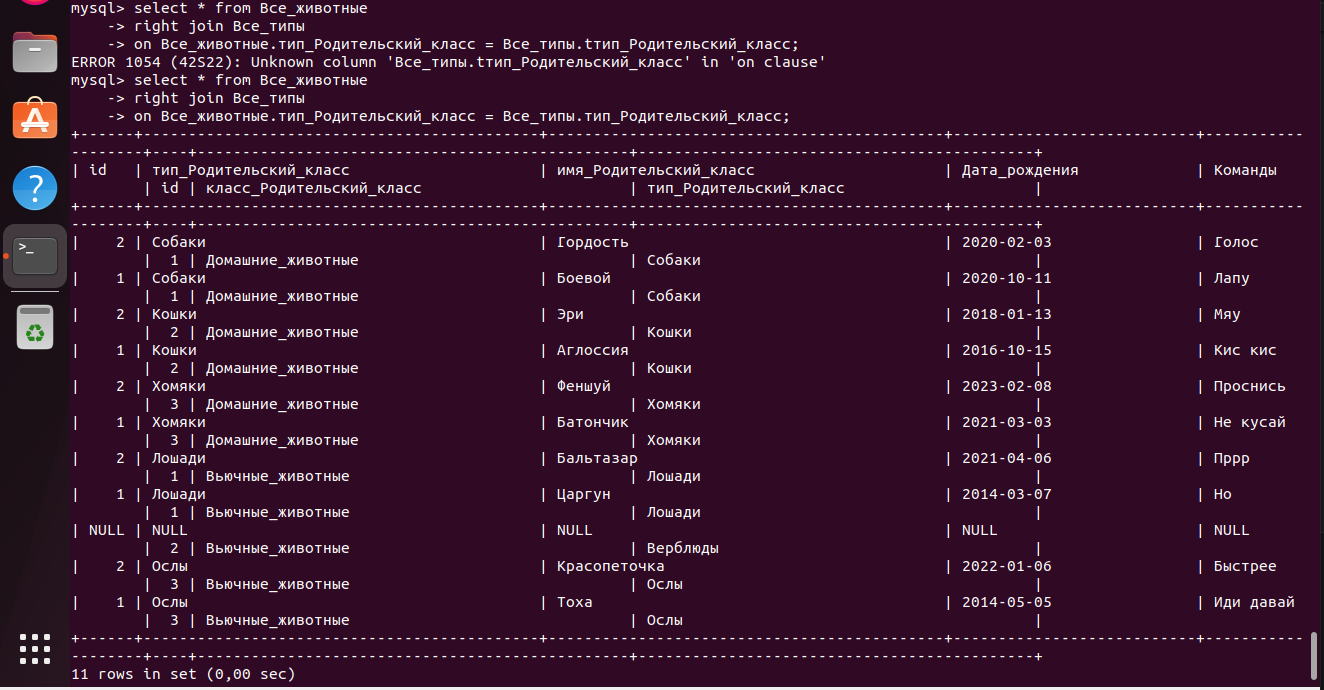 mysql> select * from Все_животные
    -> right join Все_типы
    -> on Все_животные.тип_Родительский_класс = Все_типы.tтип_Родительский_класс;
ERROR 1054 (42S22): Unknown column 'Все_типы.tтип_Родительский_класс' in 'on clause'
mysql> select * from Все_животные
    -> right join Все_типы
    -> on Все_животные.тип_Родительский_класс = Все_типы.тип_Родительский_класс;
| id   | тип_Родительский_класс | имя_Родительский_класс | Дата_рождения | Команды
| id | класс_Родительский_класс | тип_Родительский_класс |
|    2 | Собаки | Гордость | 2020-02-03 | Голос
|  1 | Домашние_животные | Собаки |
|    1 | Собаки | Боевой | 2020-10-11 | Лапу
|  1 | Домашние_животные | Собаки |
|    2 | Кошки | Эри | 2018-01-13 | Мяу
|  2 | Домашние_животные | Кошки |
|    1 | Кошки | Аглоссия | 2016-10-15 | Кис кис
|  2 | Домашние_животные | Кошки |
|    2 | Хомяки | Феншуй | 2023-02-08 | Проснись
|  3 | Домашние_животные | Хомяки |
|    1 | Хомяки | Батончик | 2021-03-03 | Не кусай
|  3 | Домашние_животные | Хомяки |
|    2 | Лошади | Бальтазар | 2021-04-06 | Пррр
|  1 | Вьючные_животные | Лошади |
|    1 | Лошади | Царгун | 2014-03-07 | Но
|  1 | Вьючные_животные | Лошади |
| NULL | NULL | NULL | NULL | NULL
|  2 | Вьючные_животные | Верблюды |
|    2 | Ослы | Красопеточка | 2022-01-06 | Быстрее
|  3 | Вьючные_животные | Ослы |
|    1 | Ослы | Тоха | 2014-05-05 | Иди давай
|  3 | Вьючные_животные | Ослы |
11 rows in set (0,00 sec)